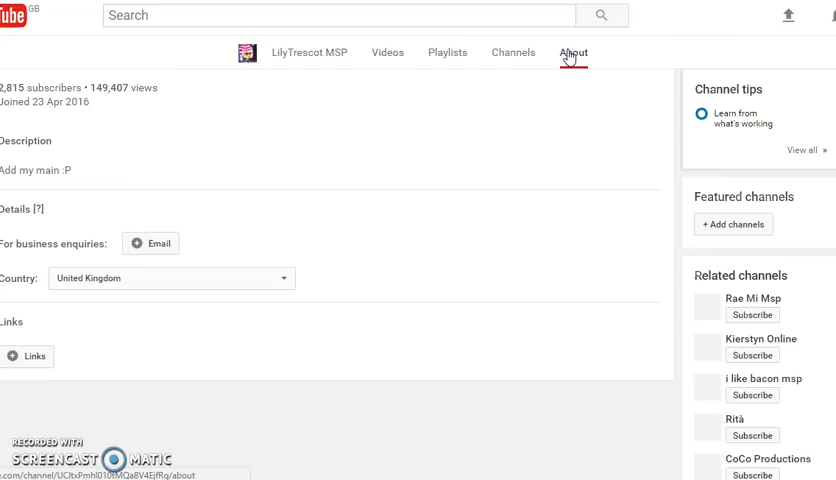 Tube GB
Search
LilyTrescot MSP Videos Playlists Channels About
2,815 subscribers • 149,407 views
Joined 23 Apr 2016
Description
Add my main :P
Details [?]
For business enquiries: Email
Country: United Kingdom
Links
Links
Channel tips
Learn from
what's working
View all »
Featured channels
+ Add channels
Related channels
Rae Mi Msp
Subscribe
Kierstyn Online
Subscribe
i like bacon msp
Subscribe
Rità
Subscribe
CoCo Productions
Subscribe
RECORDED WITH
SCREENCAST MATIC